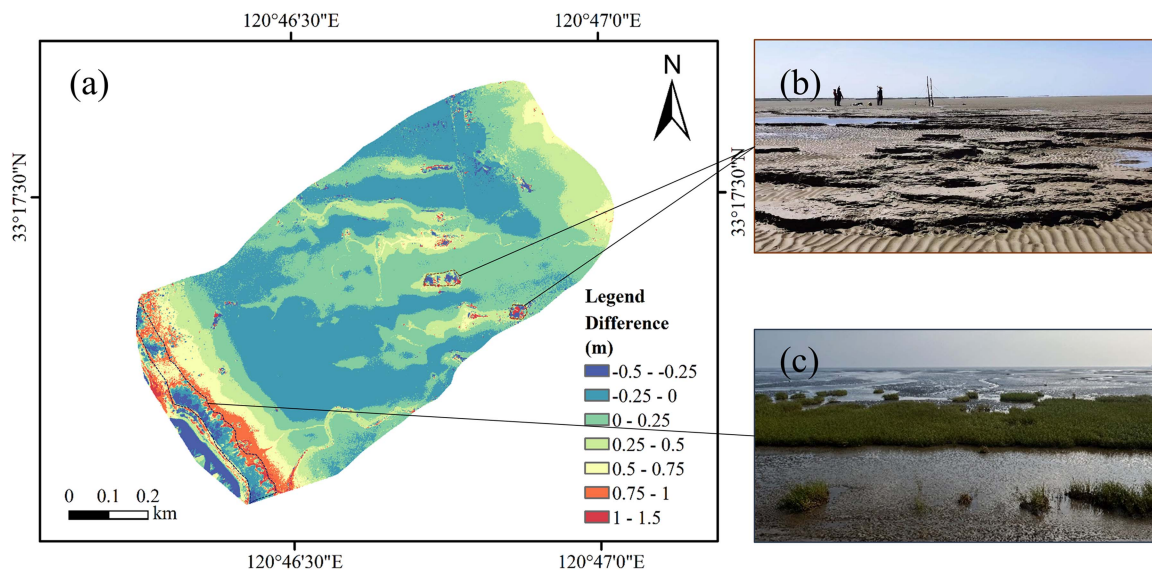 120°46'30"E
120°47'0"E
(a)
N
(b)
33°17'30"N
33°17'30"N
Legend
Difference
(m)
-0.5 - -0.25
-0.25 - 0
0 - 0.25
0.25 - 0.5
0.5 - 0.75
0.75 - 1
1 - 1.5
(c)
0 0.1 0.2
km
120°46'30"E
120°47'0"E